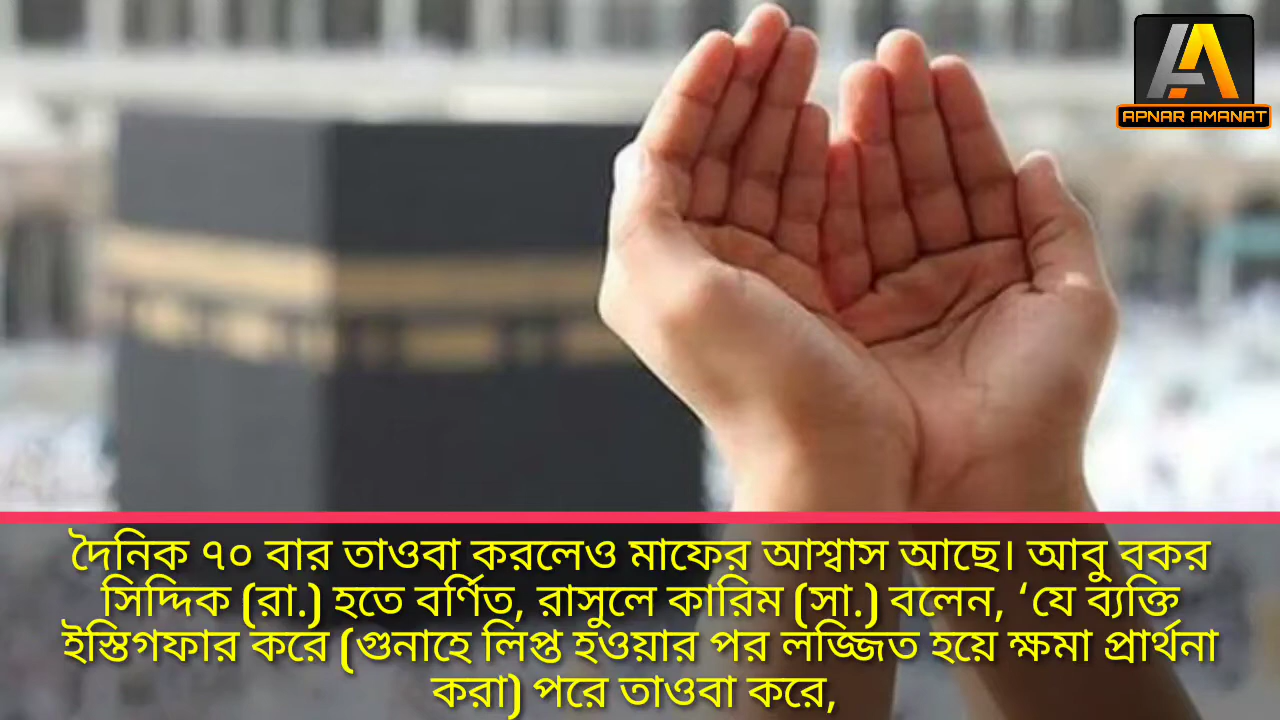 AA
APNAR AMANAT
দৈনিক ৭০ বার তাওবা করলেও মাফের আশ্বাস আছে। আবু বকর
সিদ্দিক (রা.) হতে বর্ণিত, রাসুলে কারিম (সা.) বলেন, ‘যে ব্যক্তি
ইস্তিগফার করে (গুনাহে লিপ্ত হওয়ার পর লজ্জিত হয়ে ক্ষমা প্রার্থনা
করা) পরে তাওবা করে,